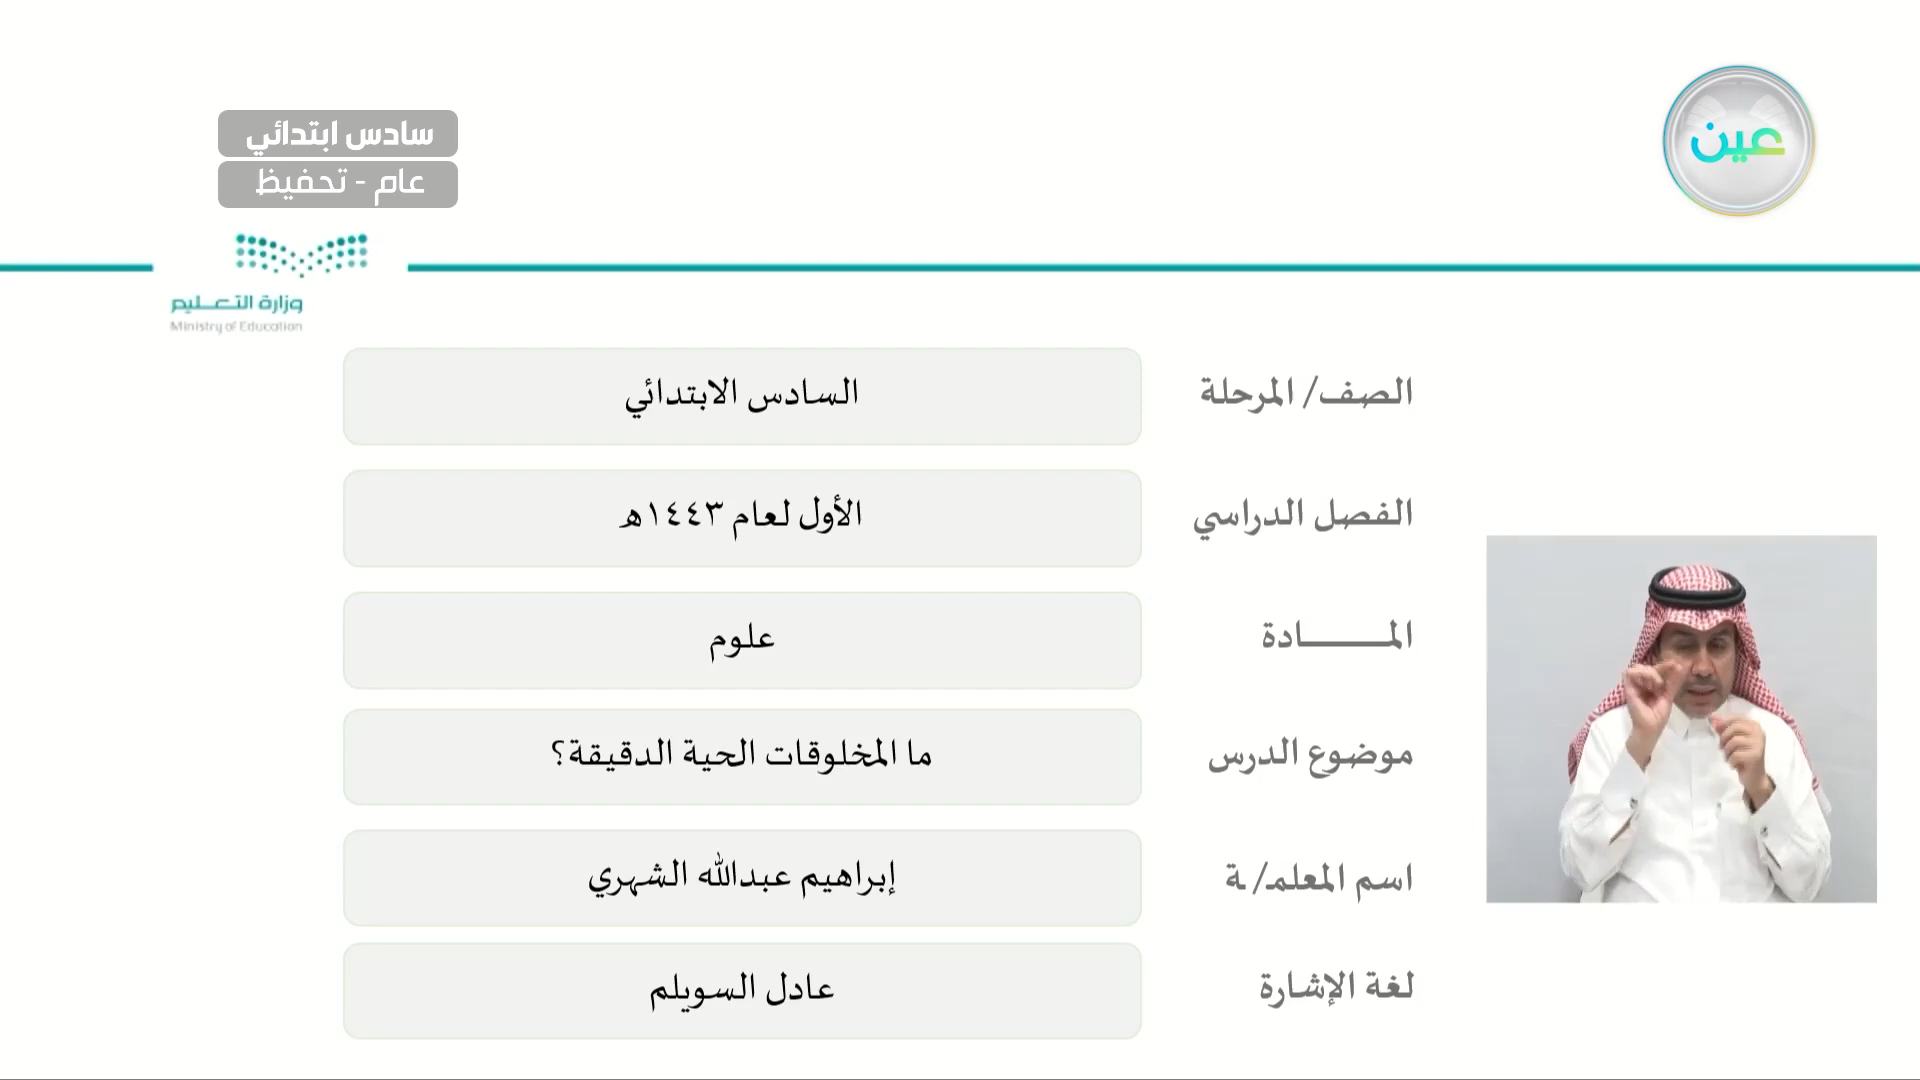 عين
سادس ابتدائي
عام - تحفيظ
وزارة التعليم
Ministry of Education
الصف/ المرحلة
السادس الابتدائي
الفصل الدراسي
الأول لعام ١٤٤٣هـ
المـــــــادة
علوم
موضوع الدرس
ما المخلوقات الحية الدقيقة؟
اسم المعلمـ/ـة
إبراهيم عبدالله الشهري
لغة الإشارة
عادل السويلم